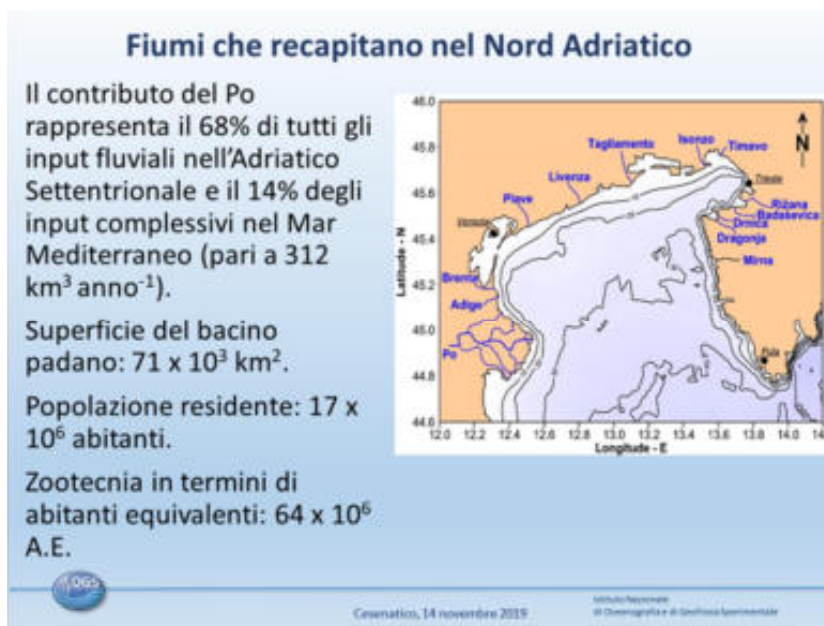 Fiumi che recapitano nel Nord Adriatico
Il contributo del Po
rappresenta il 68% di tutti gli
input fluviali nell'Adriatico
Settentrionale e il 14% degli
input complessivi nel Mar
Mediterraneo (pari a 312
km³ anno⁻¹).
Superficie del bacino
padano: 71 x 10³ km².
Popolazione residente: 17 x
10⁶ abitanti.
Zootecnia in termini di
abitanti equivalenti: 64 x 10⁶
A.E.
46.0
45.8
45.6
45.4
45.2
45.0
44.8
44.6
Latitude - N
12.0 12.2 12.4 12.6 12.8 13.0 13.2 13.4 13.6 13.8 14.0
Longitude - E
N
Tagliamento
Isonzo
Timavo
Trieste
Livenza
Piave
Venezia
Rižana
Badaševica
Drnica
Dragonja
Mirna
Brenta
Adige
Po
Pula
OGS
Cesenatico, 14 novembre 2019
Istituto Nazionale
di Oceanografia e di Geofisica Sperimentale